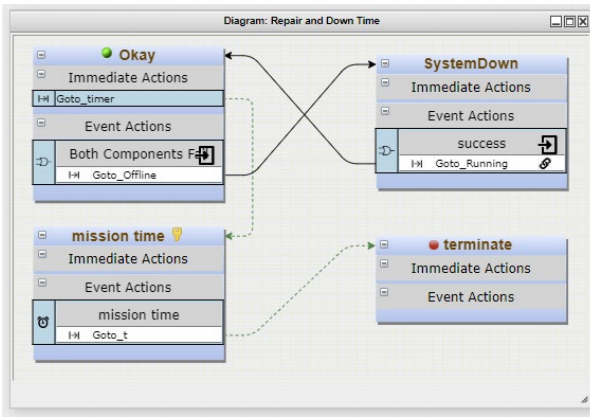 Diagram: Repair and Down Time
Okay
Immediate Actions
Goto_timer
Event Actions
Both Components
Goto_Offline
SystemDown
Immediate Actions
Event Actions
success
Goto_Running
mission time
Immediate Actions
Event Actions
mission time
Goto_t
terminate
Immediate Actions
Event Actions